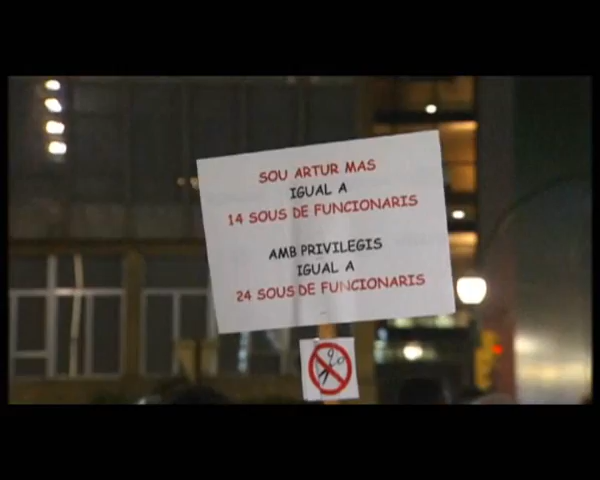 SOU ARTUR MAS
IGUAL A
14 SOUS DE FUNCIONARIS
AMB PRIVILEGIS
IGUAL A
24 SOUS DE FUNCIONARIS